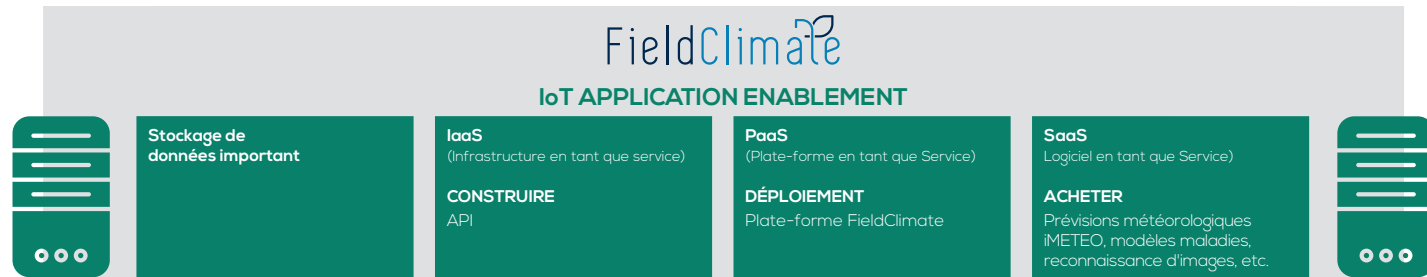 FieldClimate
IoT APPLICATION ENABLEMENT
Stockage de
données important
IaaS
(Infrastructure en tant que service)
CONSTRUIRE
API
PaaS
(Plate-forme en tant que Service)
DÉPLOIEMENT
Plate-forme FieldClimate
SaaS
Logiciel en tant que Service)
ACHETER
Prévisions météorologiques
iMETEO, modèles maladies,
reconnaissance d'images, etc.